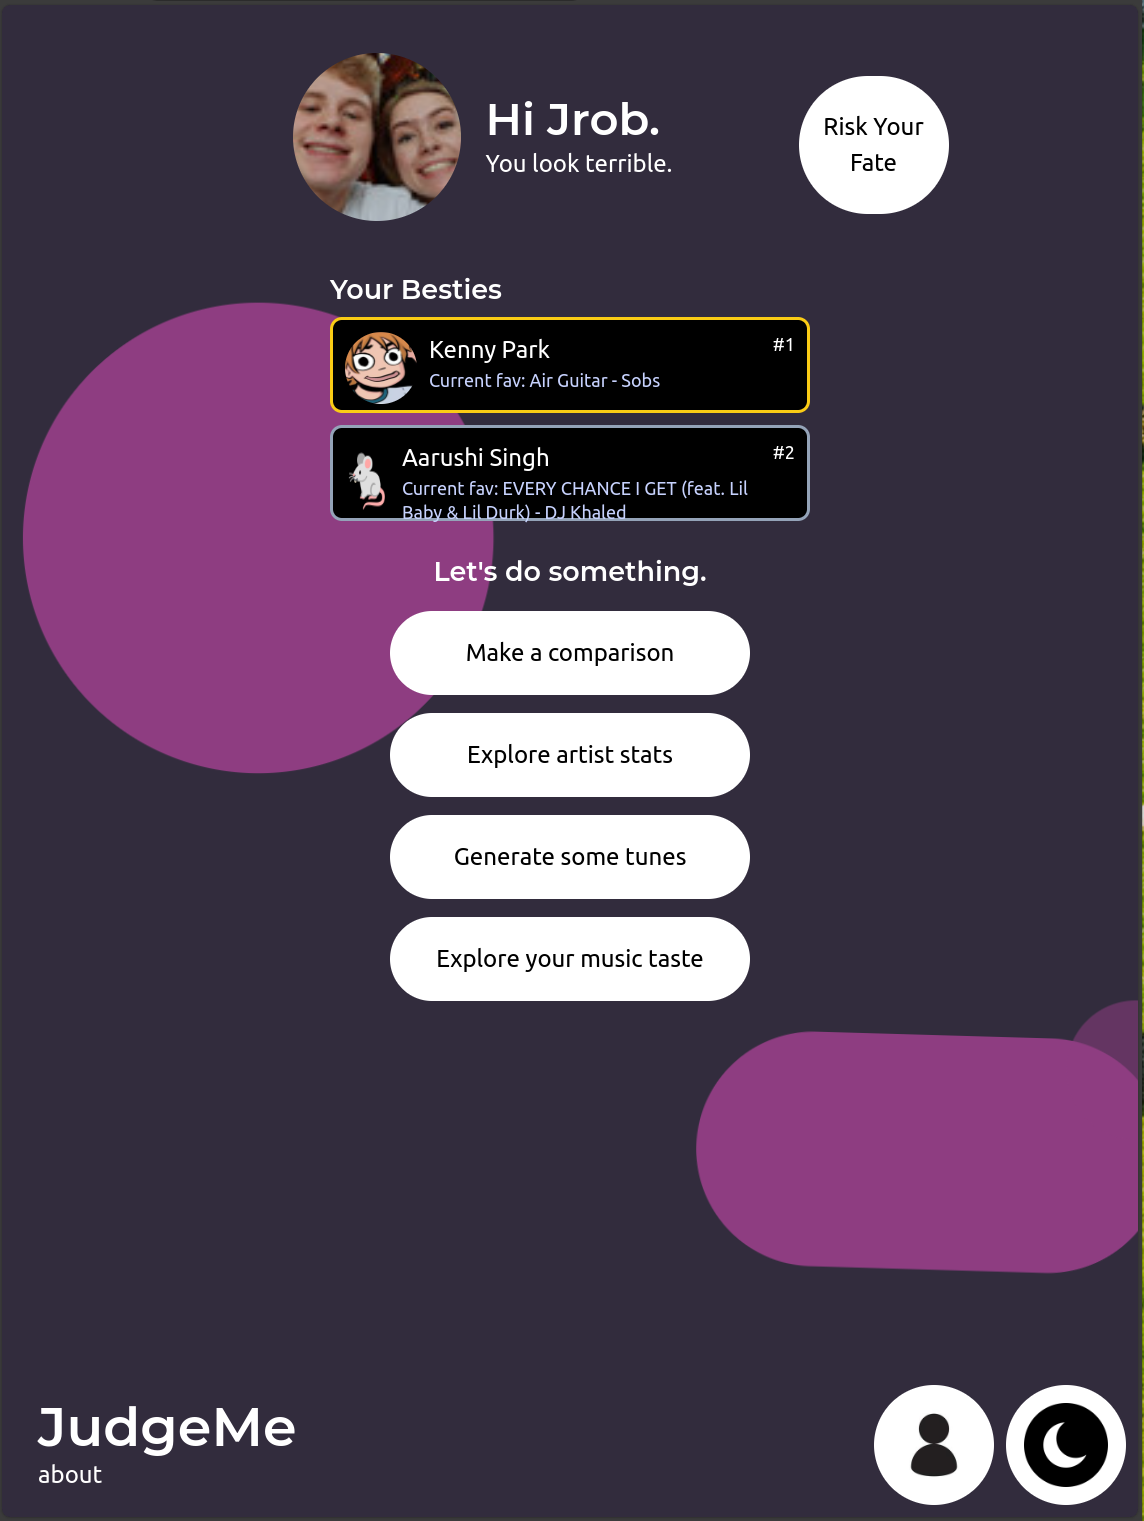 Hi Jrob.
You look terrible.
Risk Your
Fate
Your Besties
Kenny Park
#1
Current fav: Air Guitar - Sobs
Aarushi Singh
#2
Current fav: EVERY CHANCE I GET (feat. Lil
Baby & Lil Durk) - DJ Khaled
Let's do something.
Make a comparison
Explore artist stats
Generate some tunes
Explore your music taste
JudgeMe
about